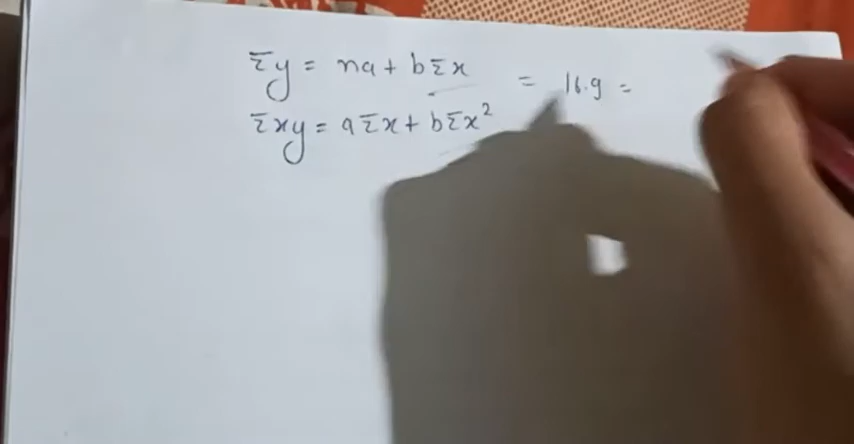 Σy = na + bΣx = 16.9 =
Σxy = aΣx + bΣx²